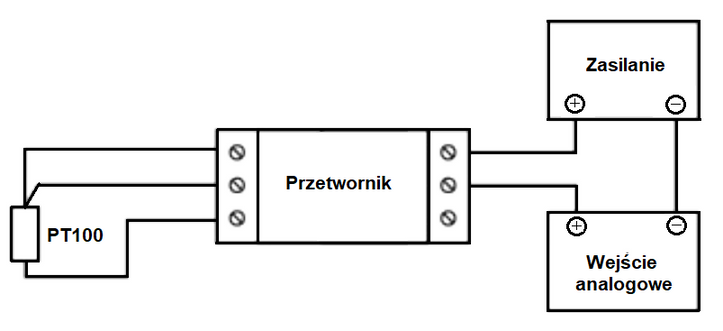 Zasilanie
+ −
Przetwornik
PT100
+ −
Wejście
analogowe